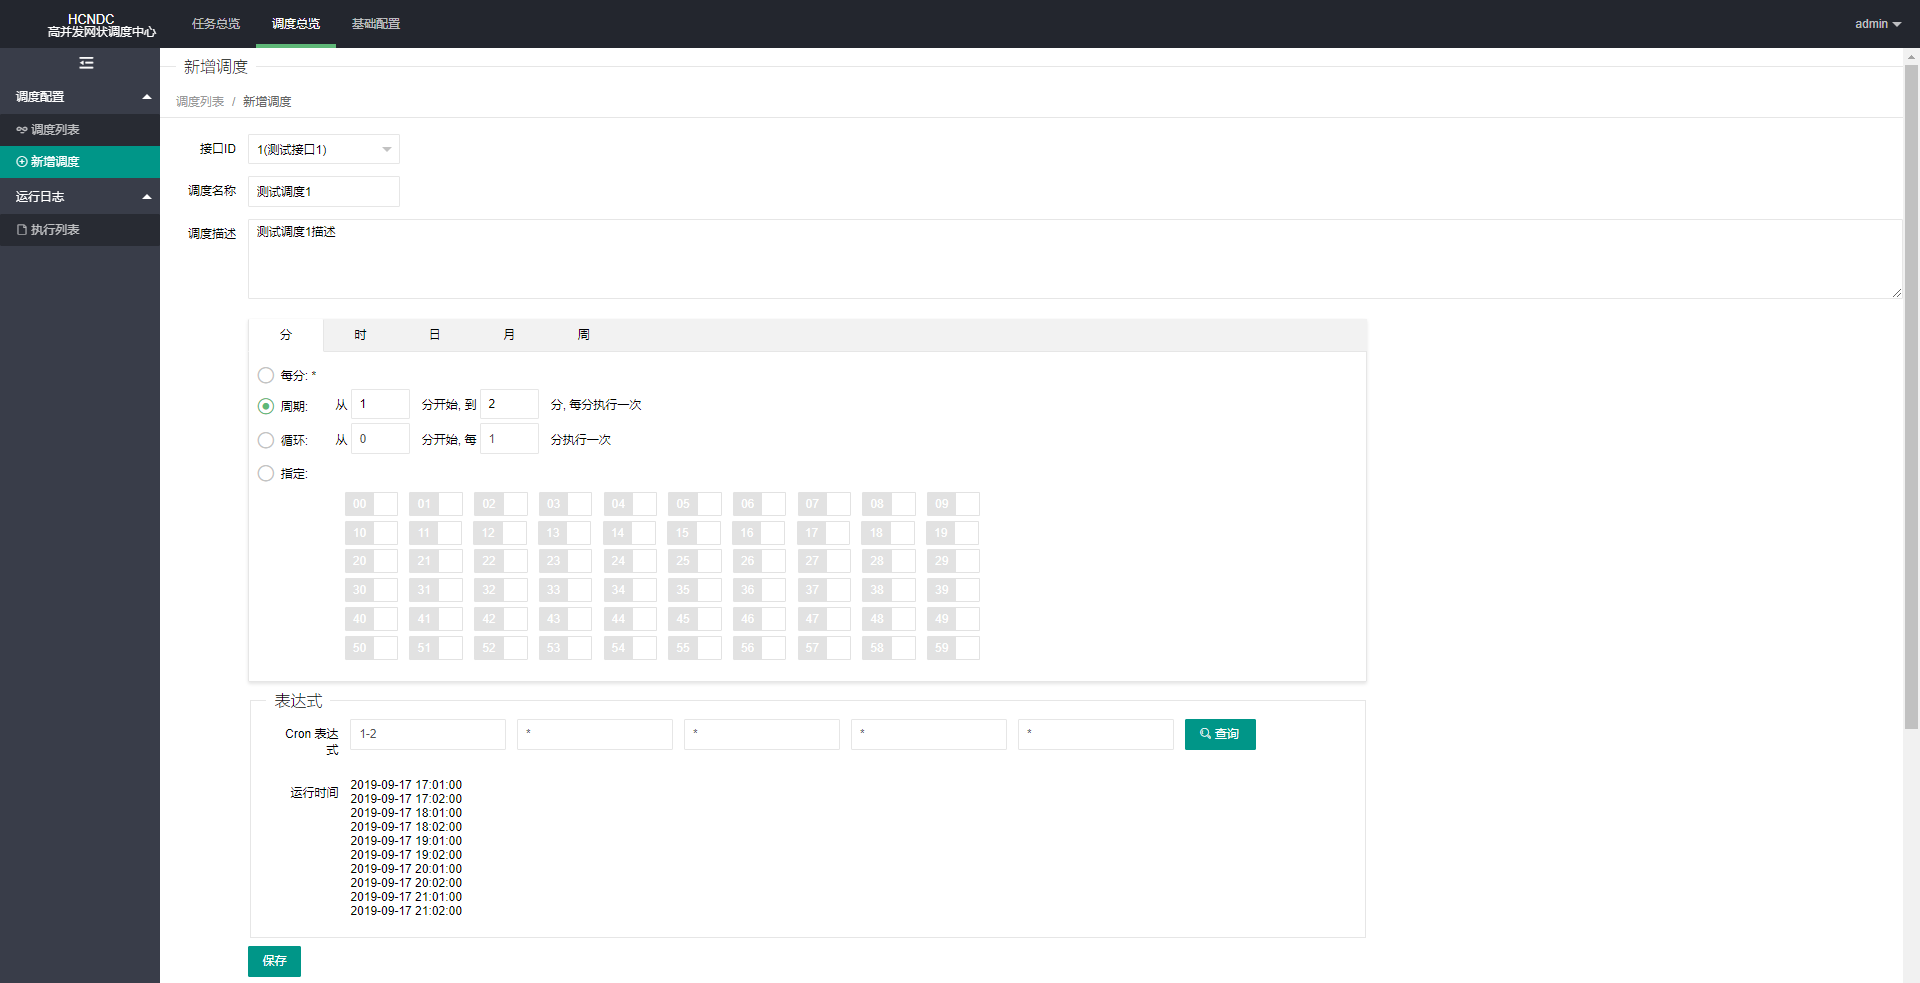 HCNDC
高并发网状调度中心
任务总览
调度总览
基础配置
admin
调度配置
调度列表
新增调度
运行日志
执行列表
新增调度
调度列表 / 新增调度
接口ID 1(测试接口1)
调度名称 测试调度1
调度描述 测试调度1描述
分 时 日 月 周
每分: *
周期: 从 1 分开始, 到 2 分, 每分执行一次
循环: 从 0 分开始, 每 1 分执行一次
指定:
00 01 02 03 04 05 06 07 08 09
10 11 12 13 14 15 16 17 18 19
20 21 22 23 24 25 26 27 28 29
30 31 32 33 34 35 36 37 38 39
40 41 42 43 44 45 46 47 48 49
50 51 52 53 54 55 56 57 58 59
表达式
Cron 表达式 1-2 * * * * 查询
运行时间
2019-09-17 17:01:00
2019-09-17 17:02:00
2019-09-17 18:01:00
2019-09-17 18:02:00
2019-09-17 19:01:00
2019-09-17 19:02:00
2019-09-17 20:01:00
2019-09-17 20:02:00
2019-09-17 21:01:00
2019-09-17 21:02:00
保存